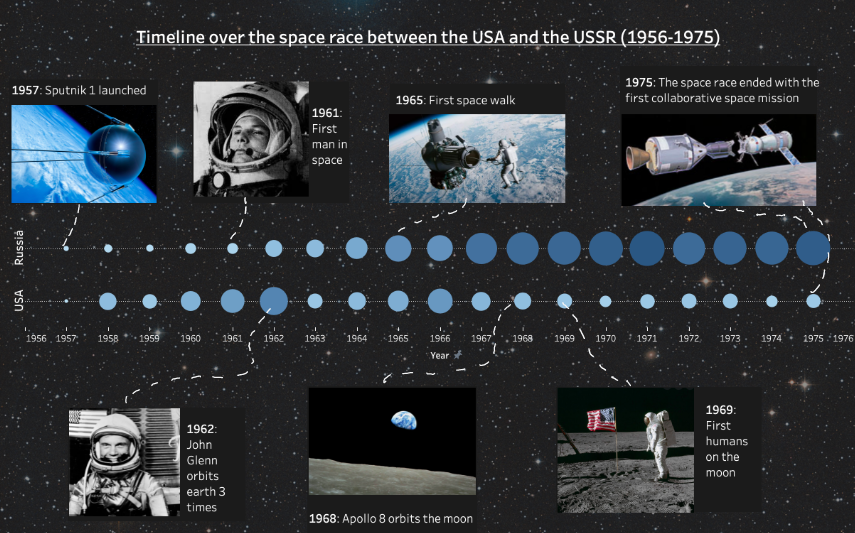 Timeline over the space race between the USA and the USSR (1956-1975)
1957: Sputnik 1 launched
1961:
First
man in
space
1965: First space walk
1975: The space race ended with the
first collaborative space mission
Russia
USA
1956 1957 1958 1959 1960 1961 1962 1963 1964 1965 1966 1967 1968 1969 1970 1971 1972 1973 1974 1975 1976
Year
1962:
John
Glenn
orbits
earth 3
times
1968: Apollo 8 orbits the moon
1969:
First
humans
on the
moon